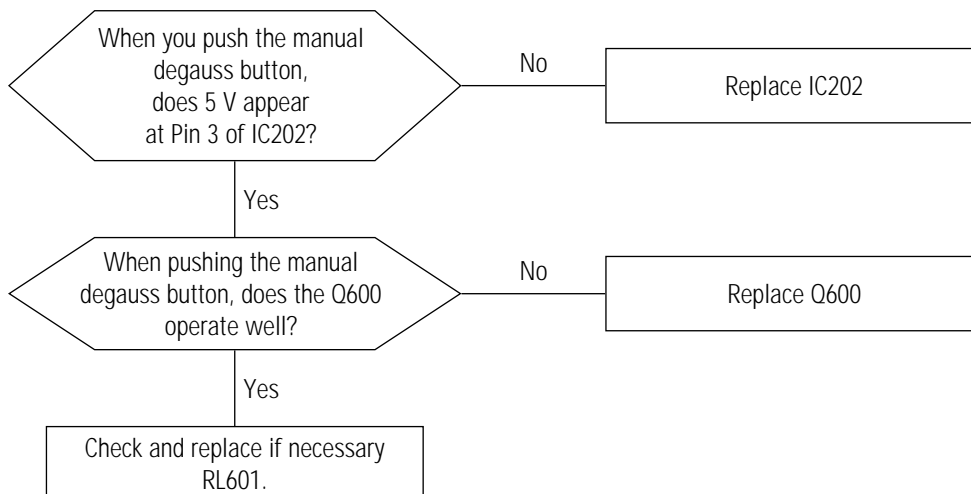 When you push the manual
degauss button,
does 5 V appear
at Pin 3 of IC202?
No
Replace IC202
Yes
When pushing the manual
degauss button, does the Q600
operate well?
No
Replace Q600
Yes
Check and replace if necessary
RL601.